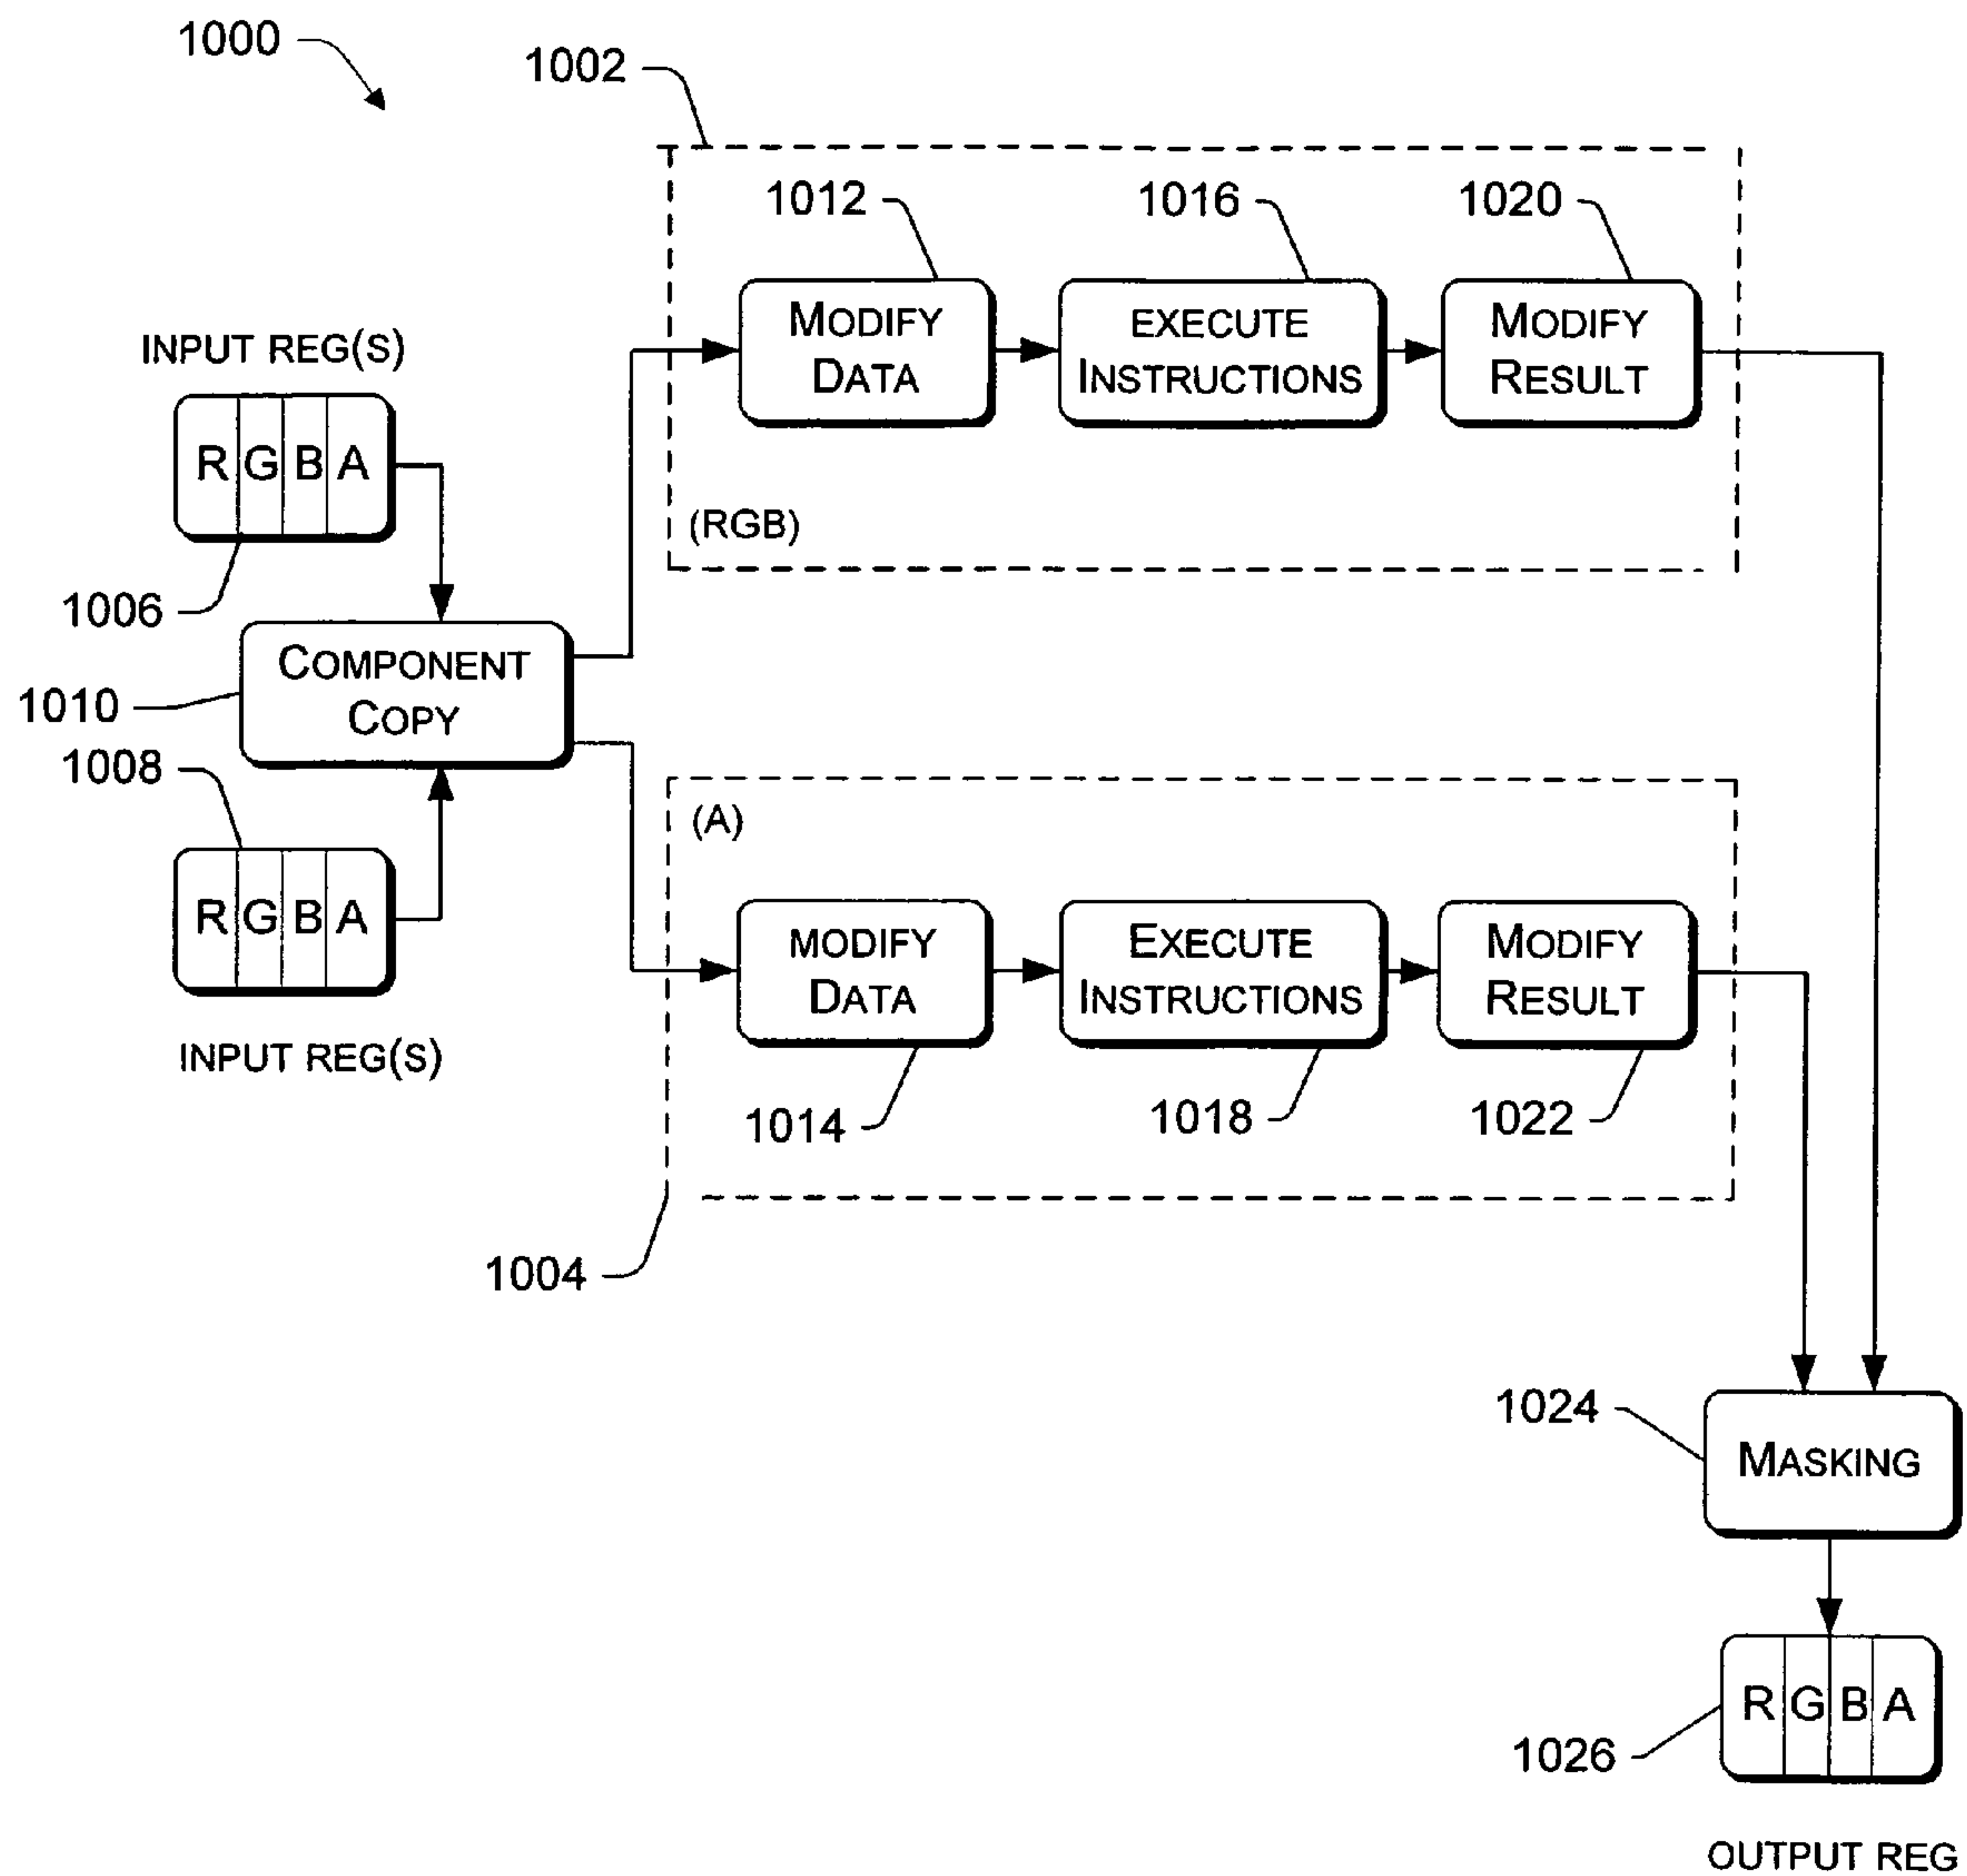 1000
1002
1012
1016
1020
MODIFY
DATA
EXECUTE
INSTRUCTIONS
MODIFY
RESULT
(RGB)
INPUT REG(S)
R G B A
1006
COMPONENT
COPY
1010
1008
R G B A
INPUT REG(S)
(A)
MODIFY
DATA
EXECUTE
INSTRUCTIONS
MODIFY
RESULT
1014
1018
1022
1004
1024
MASKING
R G B A
1026
OUTPUT REG